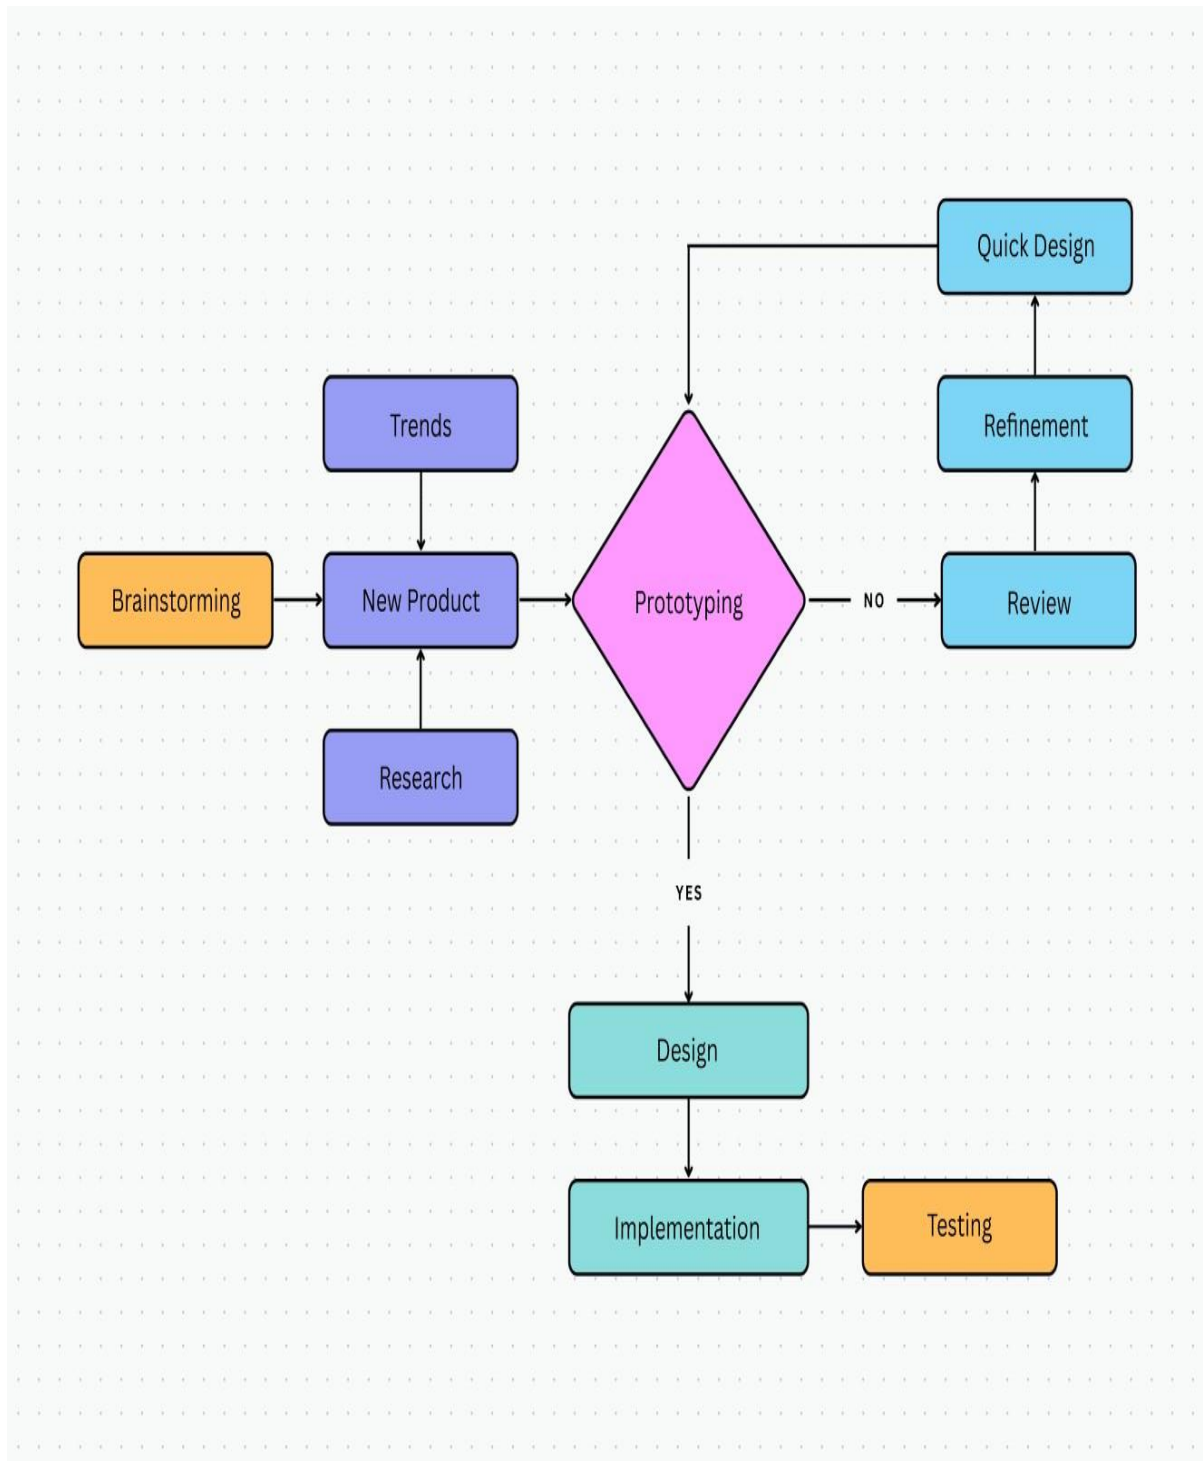 Quick Design
Trends
Refinement
Brainstorming
New Product
Prototyping
NO
Review
Research
YES
Design
Implementation
Testing